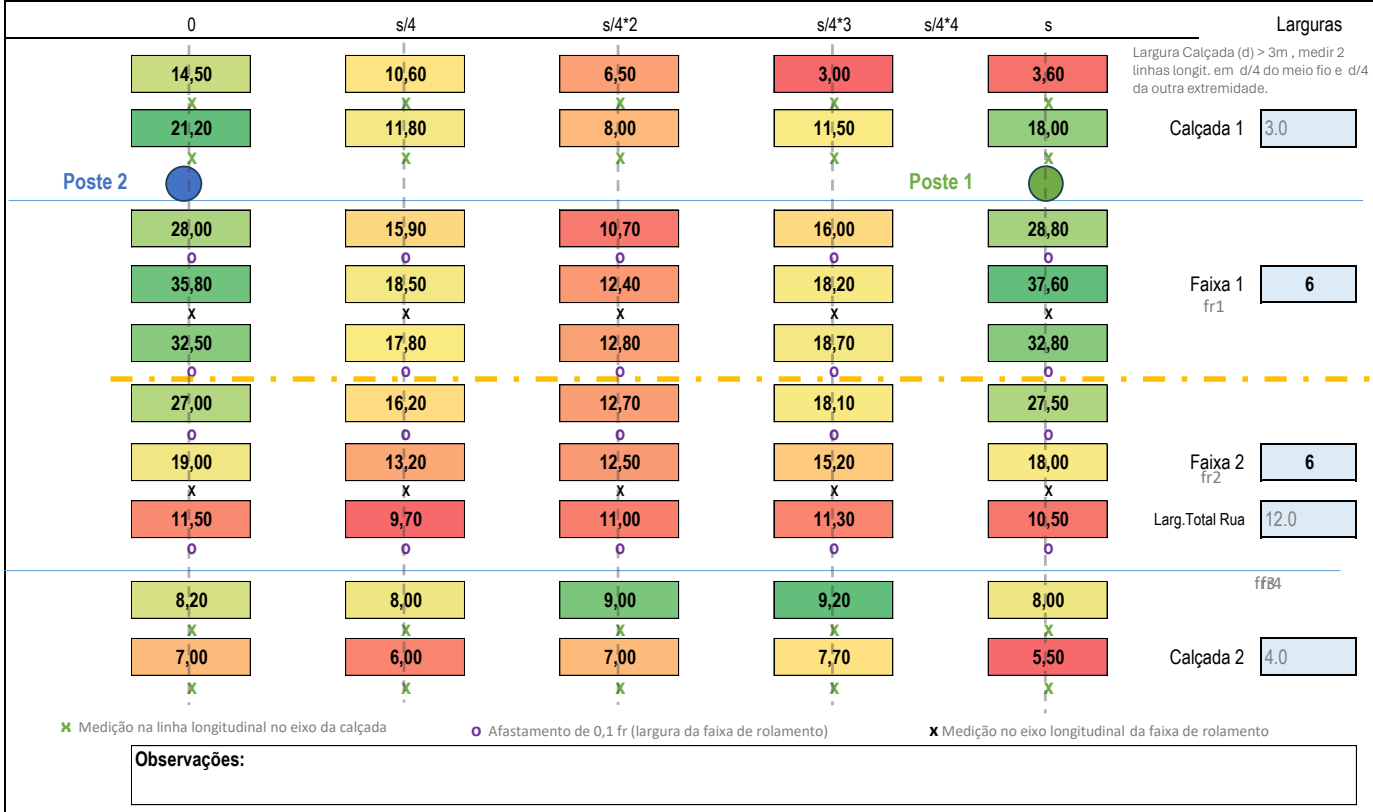 0 s/4 s/4*2 s/4*3 s/4*4 s Larguras
Largura Calçada (d) > 3m , medir 2
linhas longit. em d/4 do meio fio e d/4
da outra extremidade.
14,50 10,60 6,50 3,00 3,60
x x x x x
21,20 11,80 8,00 11,50 18,00 Calçada 1 3.0
x x x x x
Poste 2 Poste 1
28,00 15,90 10,70 16,00 28,80
o o o o o
35,80 18,50 12,40 18,20 37,60 Faixa 1 6
fr1
x x x x x
32,50 17,80 12,80 18,70 32,80
o o o o o
27,00 16,20 12,70 18,10 27,50
o o o o o
19,00 13,20 12,50 15,20 18,00 Faixa 2 6
fr2
x x x x x
11,50 9,70 11,00 11,30 10,50 Larg.Total Rua 12.0
o o o o o
8,20 8,00 9,00 9,20 8,00
x x x x x
7,00 6,00 7,00 7,70 5,50 Calçada 2 4.0
x x x x x
x Medição na linha longitudinal no eixo da calçada o Afastamento de 0,1 fr (largura da faixa de rolamento) x Medição no eixo longitudinal da faixa de rolamento
Observações: